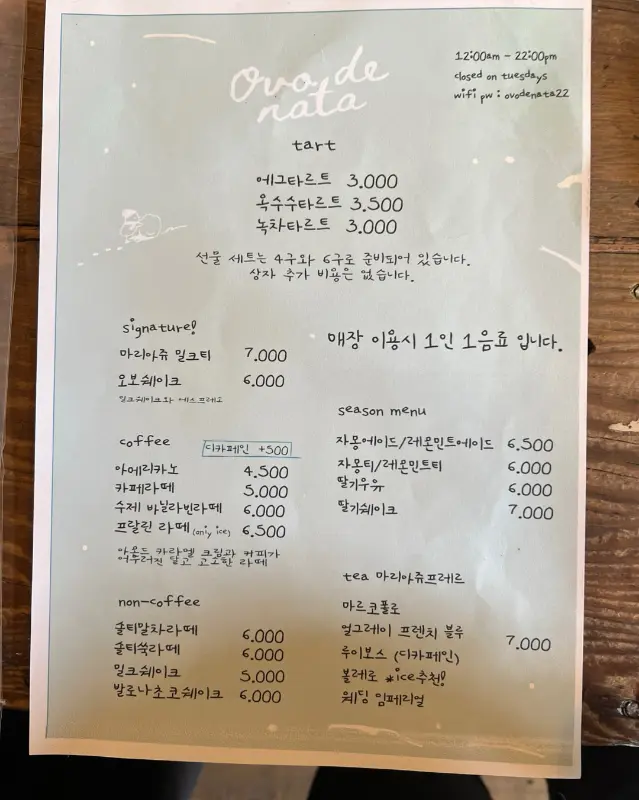 Ovo de
nata
12:00am - 22:00pm
closed on tuesdays
wifi pw : ovodenata22
tart
에그타르트 3.000
옥수수타르트 3.500
녹차타르트 3.000
선물 세트는 4구와 6구로 준비되어 있습니다.
상자 추가 비용은 없습니다.
signature!
마리아쥬 밀크티 7.000
오보쉐이크 6.000
밀크쉐이크와 에스프레소
coffee 디카페인 +500
아메리카노 4.500
카페라떼 5.000
수제 바닐라빈라떼 6.000
프랄린 라떼 (only ice) 6.500
아몬드 카라멜 크림과 커피가
어우러진 달고 고소한 라떼
non-coffee
솔티말차라떼 6.000
솔티쑥라떼 6.000
밀크쉐이크 5.000
발로나초코쉐이크 6.000
매장 이용시 1인 1음료 입니다.
season menu
자몽에이드/레몬민트에이드 6.500
자몽티/레몬민트티 6.000
딸기우유 6.000
딸기쉐이크 7.000
tea 마리아쥬프레르
마르코폴로
얼그레이 프렌치 블루
7.000
루이보스 (디카페인)
볼레로 *ice추천!
웨딩 임페리얼